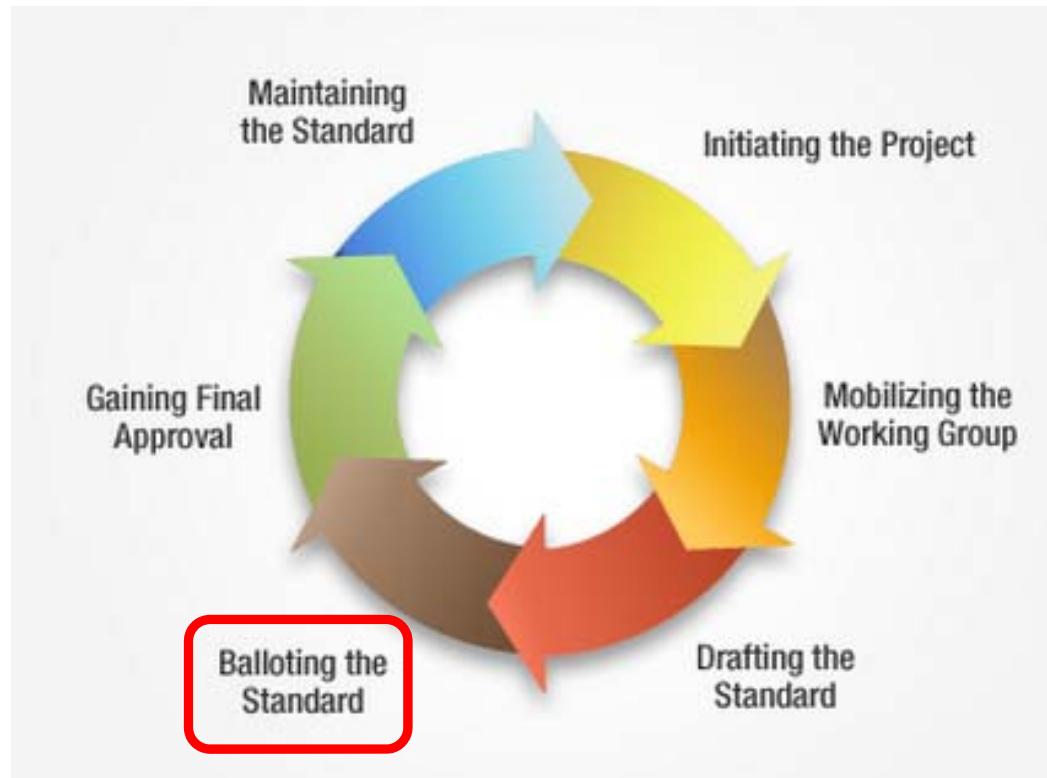 Maintaining
the Standard
Initiating the Project
Mobilizing the
Working Group
Drafting the
Standard
Balloting the
Standard
Gaining Final
Approval